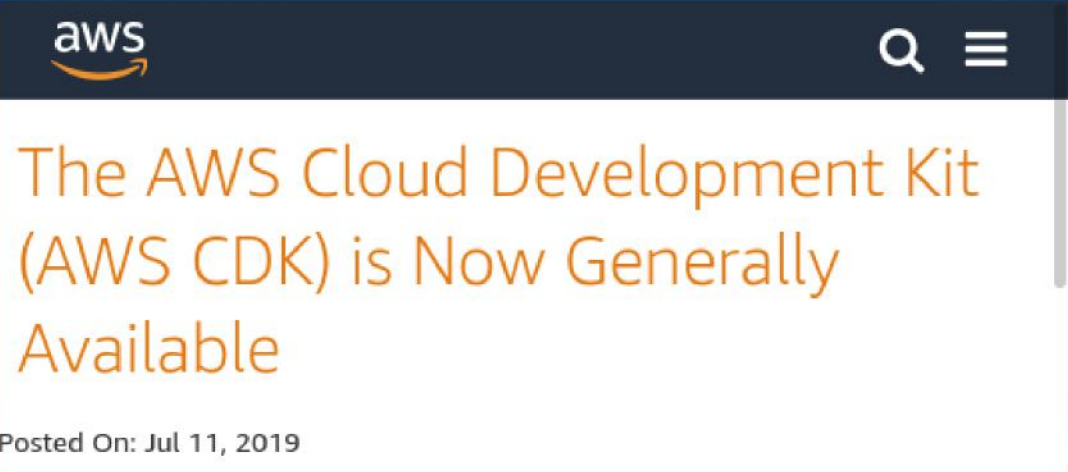 aws
The AWS Cloud Development Kit
(AWS CDK) is Now Generally
Available
Posted On: Jul 11, 2019